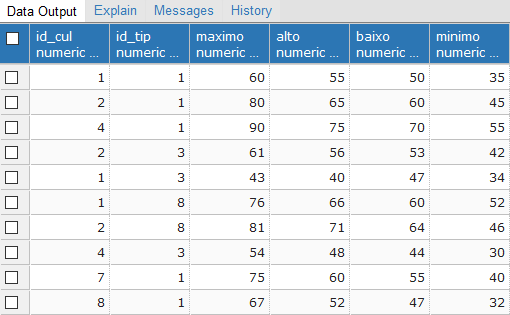 Data Output Explain Messages History
id_cul id_tip maximo alto baixo minimo
numeric ... numeric ... numeric ... numeric ... numeric ... numeric ...
1 1 60 55 50 35
2 1 80 65 60 45
4 1 90 75 70 55
2 3 61 56 53 42
1 3 43 40 47 34
1 8 76 66 60 52
2 8 81 71 64 46
4 3 54 48 44 30
7 1 75 60 55 40
8 1 67 52 47 32